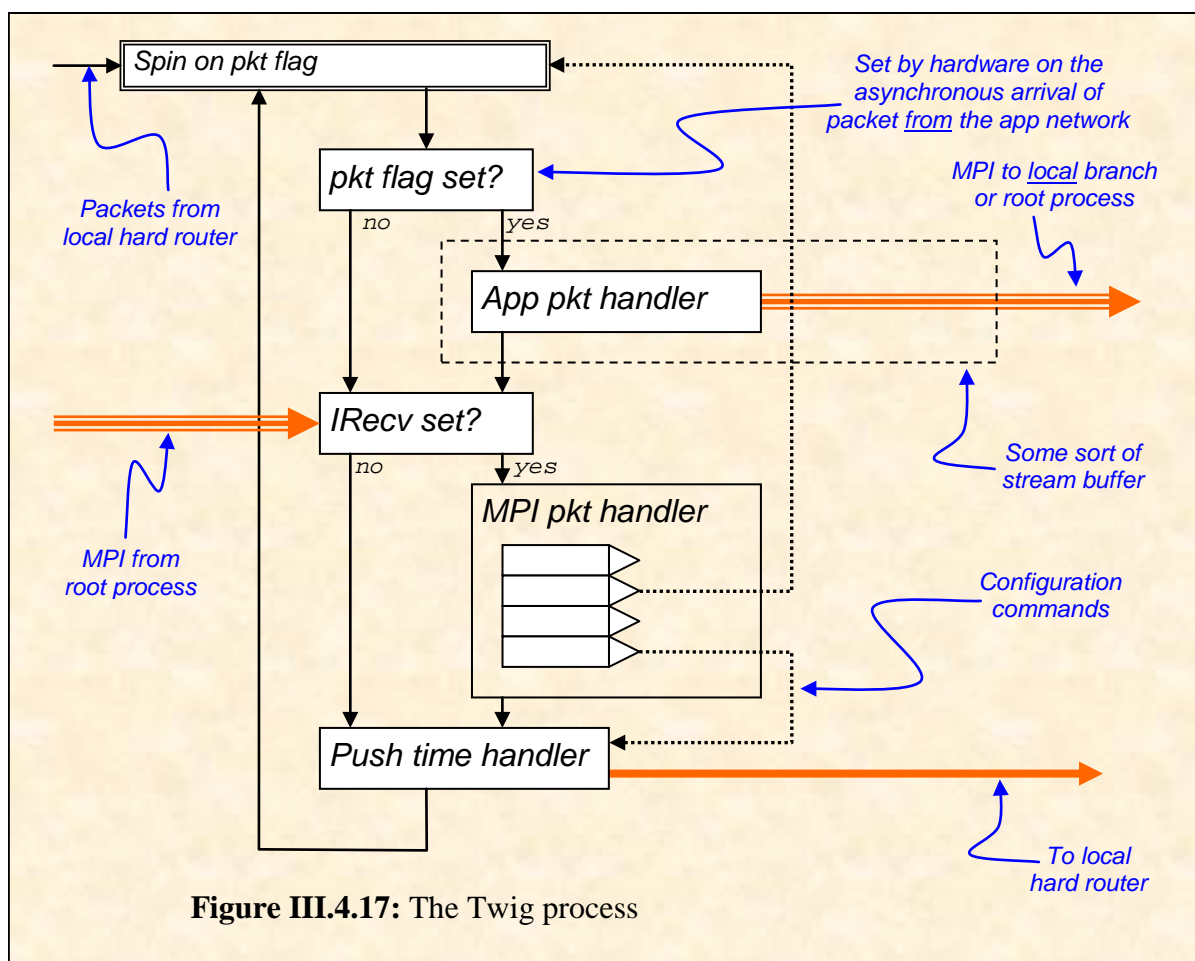 Spin on pkt flag
Set by hardware on the
asynchronous arrival of
packet from the app network
pkt flag set?
MPI to local branch
or root process
Packets from
local hard router
no
yes
App pkt handler
IRecv set?
no
yes
Some sort of
stream buffer
MPI pkt handler
MPI from
root process
Configuration
commands
Push time handler
To local
hard router
Figure III.4.17: The Twig process